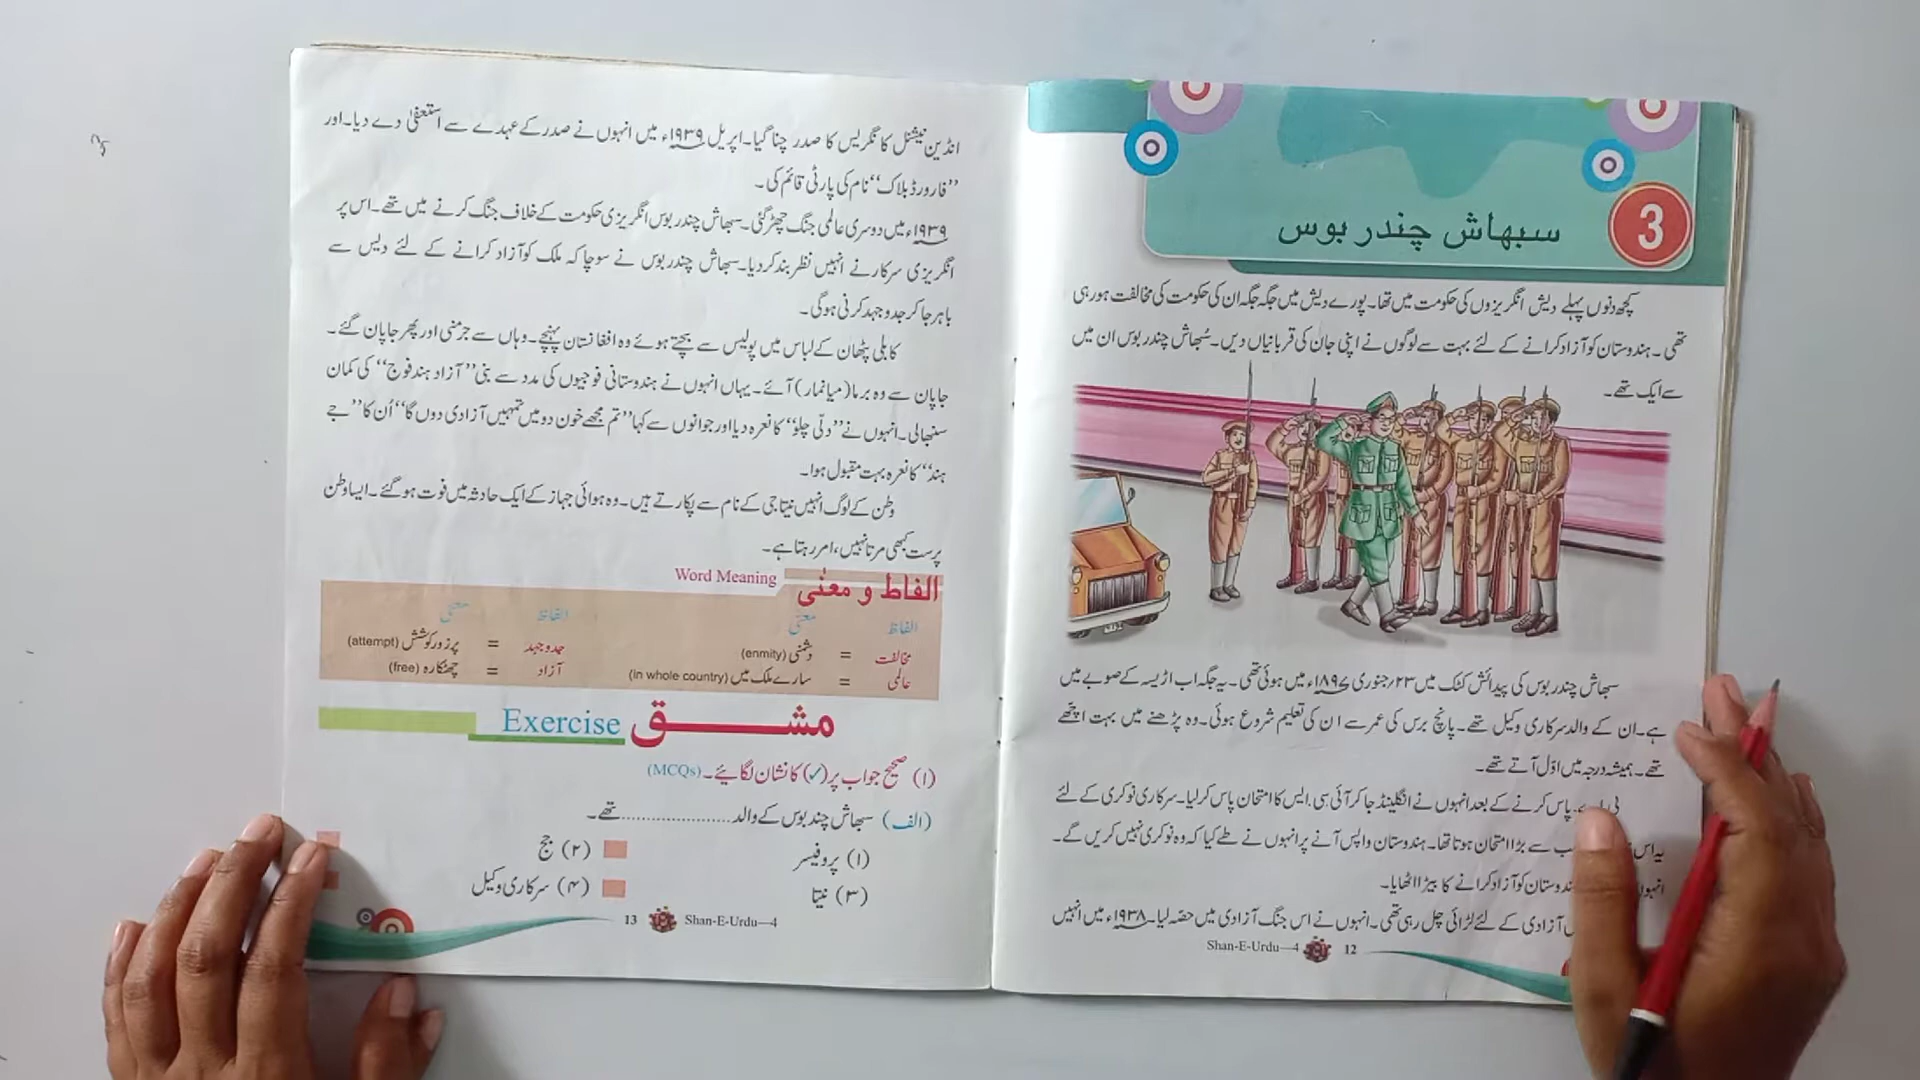 3
سبھاش چندر بوس
کچھ دنوں پہلے دیش انگریزوں کی حکومت میں تھا۔ پورے دیش میں جگہ جگہ ان کی حکومت کی مخالفت ہو رہی
تھی۔ ہندوستان کو آزاد کرانے کے لئے بہت سے لوگوں نے اپنی جان کی قربانیاں دیں۔ سُبھاش چندر بوس ان میں
سے ایک تھے۔
سبھاش چندر بوس کی پیدائش کٹک میں ۲۳؍جنوری ۱۸۹۷ء میں ہوئی تھی۔ یہ جگہ اب اڑیسہ کے صوبے میں
ہے۔ ان کے والد سرکاری وکیل تھے۔ پانچ برس کی عمر سے ان کی تعلیم شروع ہوئی۔ وہ پڑھنے میں بہت اچھے
تھے۔ ہمیشہ درجہ میں اوّل آتے تھے۔
پاس کرنے کے بعد انہوں نے انگلینڈ جا کر آئی.سی.ایس کا امتحان پاس کر لیا۔ سرکاری نوکری کے لئے
یہ اس سب سے بڑا امتحان ہوتا تھا۔ ہندوستان واپس آنے پر انہوں نے طے کیا کہ وہ نوکری نہیں کریں گے۔
ہندوستان کو آزاد کرانے کا بیڑا اٹھایا۔
آزادی کے لئے لڑائی چل رہی تھی۔ انہوں نے اس جنگ آزادی میں حصّہ لیا۔ ۱۹۳۸ء میں انہیں
Shan-E-Urdu—4 12
انڈین نیشنل کانگریس کا صدر چنا گیا۔ اپریل ۱۹۳۹ء میں انہوں نے صدر کے عہدے سے استعفیٰ دے دیا۔ اور
’’فارورڈ بلاک‘‘ نام کی پارٹی قائم کی۔
۱۹۳۹ء میں دوسری عالمی جنگ چھڑ گئی۔ سبھاش چندر بوس انگریزی حکومت کے خلاف جنگ کرنے میں تھے۔ اس پر
انگریزی سرکار نے انہیں نظر بند کر دیا۔ سبھاش چندر بوس نے سوچا کہ ملک کو آزاد کرانے کے لئے دیس سے
باہر جا کر جدوجہد کرنی ہوگی۔
کابلی پٹھان کے لباس میں پولیس سے بچتے ہوئے وہ افغانستان پہنچے۔ وہاں سے جرمنی اور پھر جاپان گئے۔
جاپان سے وہ برما (میانمار) آئے۔ یہاں انہوں نے ہندوستانی فوجیوں کی مدد سے بنی ’’آزاد ہند فوج‘‘ کی کمان
سنبھالی۔ انہوں نے ’’دلّی چلو‘‘ کا نعرہ دیا اور جوانوں سے کہا ’’تم مجھے خون دو میں تمہیں آزادی دوں گا‘‘ اُن کا ’’جے
ہند‘‘ کا نعرہ بہت مقبول ہوا۔
وطن کے لوگ انہیں نیتا جی کے نام سے پکارتے ہیں۔ وہ ہوائی جہاز کے ایک حادثہ میں فوت ہو گئے۔ ایسا وطن
پرست کبھی مرتا نہیں، امر رہتا ہے۔
الفاظ و معنٰی Word Meaning
الفاظ معنی الفاظ معنی
مخالفت = دشمنی (enmity) جدوجہد = پرزور کوشش (attempt)
عالمی = سارے ملک میں (in whole country) آزاد = چھٹکارہ (free)
مشق Exercise
(۱) صحیح جواب پر (✓) کا نشان لگائیے۔ (MCQs)
(الف) سبھاش چند بوس کے والد ..................... تھے۔
(۱) پروفیسر (۲) جج
(۳) نیتا (۴) سرکاری وکیل
13 Shan-E-Urdu—4